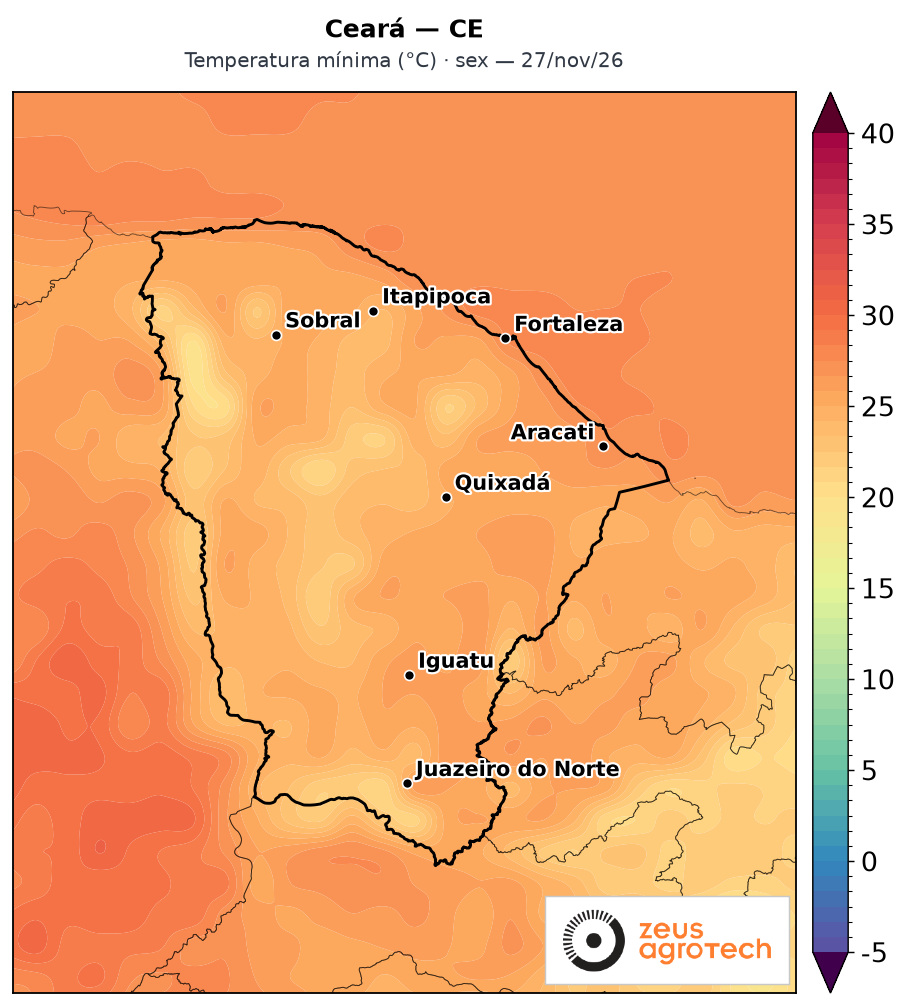 Ceará — CE
Temperatura mínima (°C) · sex — 27/nov/26
40
35
30
25
20
15
10
5
0
-5
Itapipoca
Sobral
Fortaleza
Aracati
Quixadá
Iguatu
Juazeiro do Norte
zeus
agrotech